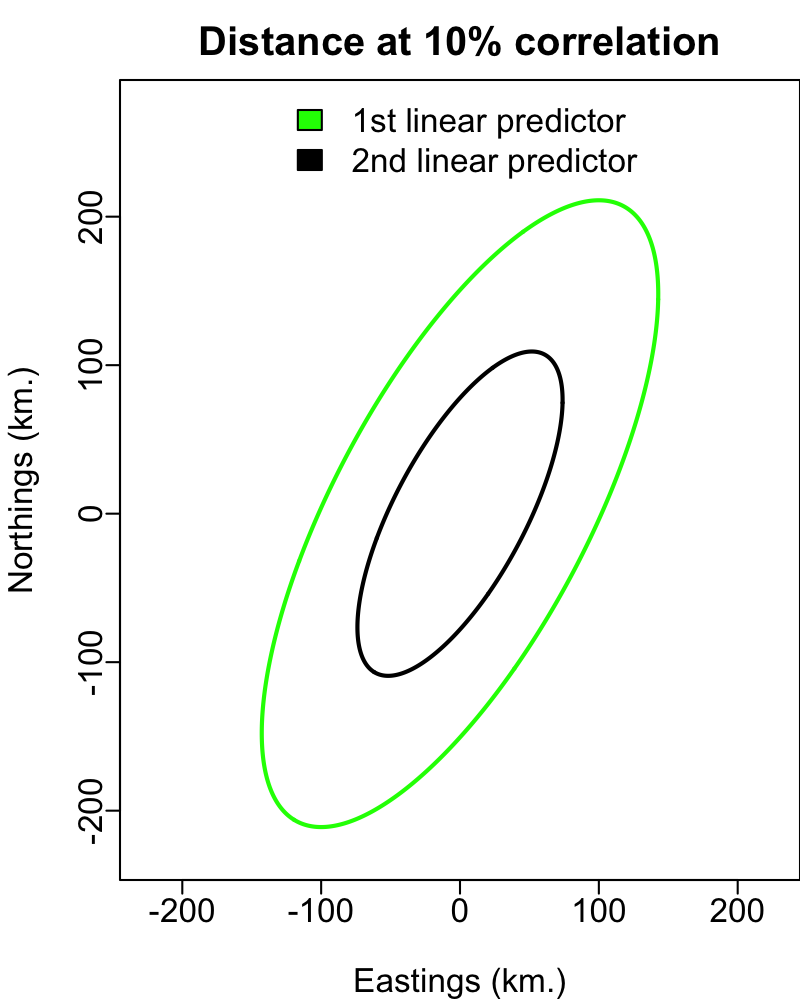 Distance at 10% correlation
1st linear predictor
2nd linear predictor
200
100
0
-100
-200
Northings (km.)
-200 -100 0 100 200
Eastings (km.)